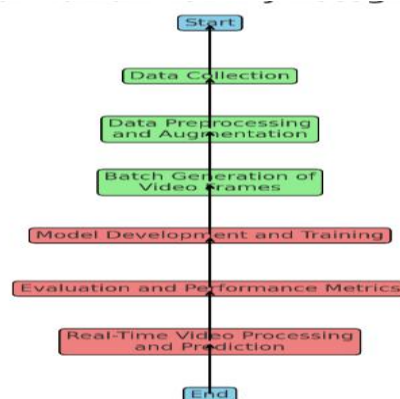 Start
Data Collection
Data Preprocessing
and Augmentation
Batch Generation of
Video Frames
Model Development and Training
Evaluation and Performance Metrics
Real-Time Video Processing
and Prediction
End